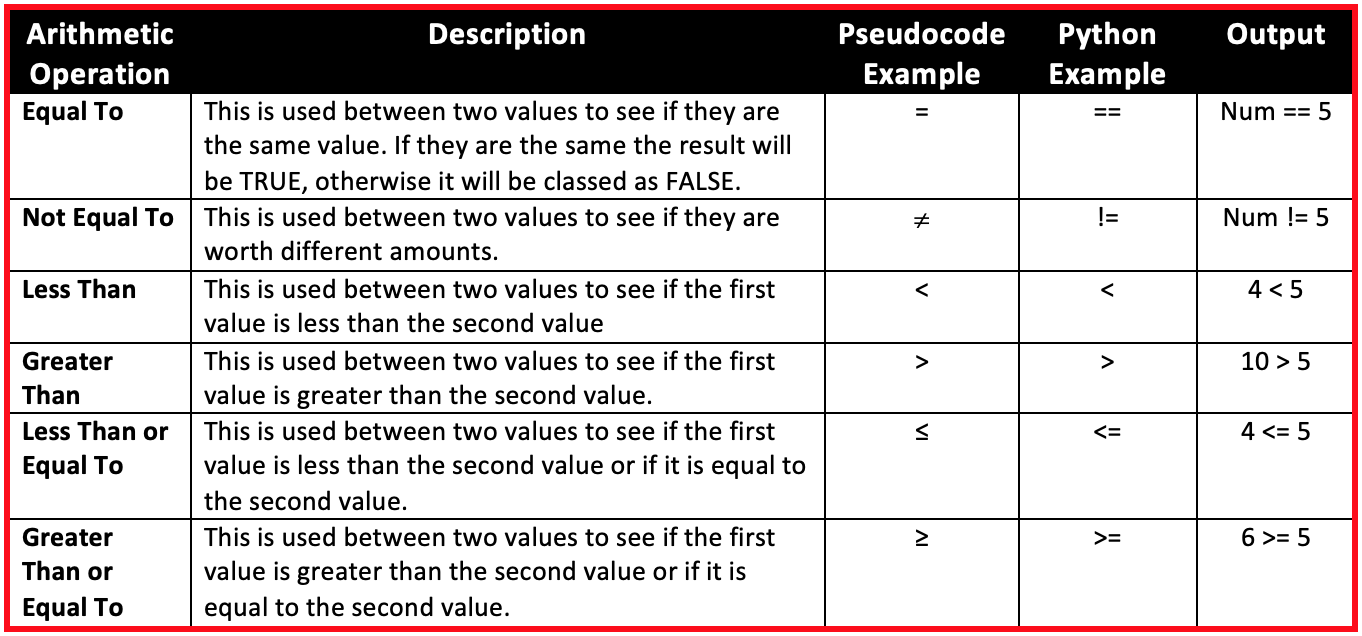 Arithmetic Operation | Description | Pseudocode Example | Python Example | Output
Equal To | This is used between two values to see if they are the same value. If they are the same the result will be TRUE, otherwise it will be classed as FALSE. | = | == | Num == 5
Not Equal To | This is used between two values to see if they are worth different amounts. | ≠ | != | Num != 5
Less Than | This is used between two values to see if the first value is less than the second value | < | < | 4 < 5
Greater Than | This is used between two values to see if the first value is greater than the second value. | > | > | 10 > 5
Less Than or Equal To | This is used between two values to see if the first value is less than the second value or if it is equal to the second value. | ≤ | <= | 4 <= 5
Greater Than or Equal To | This is used between two values to see if the first value is greater than the second value or if it is equal to the second value. | ≥ | >= | 6 >= 5